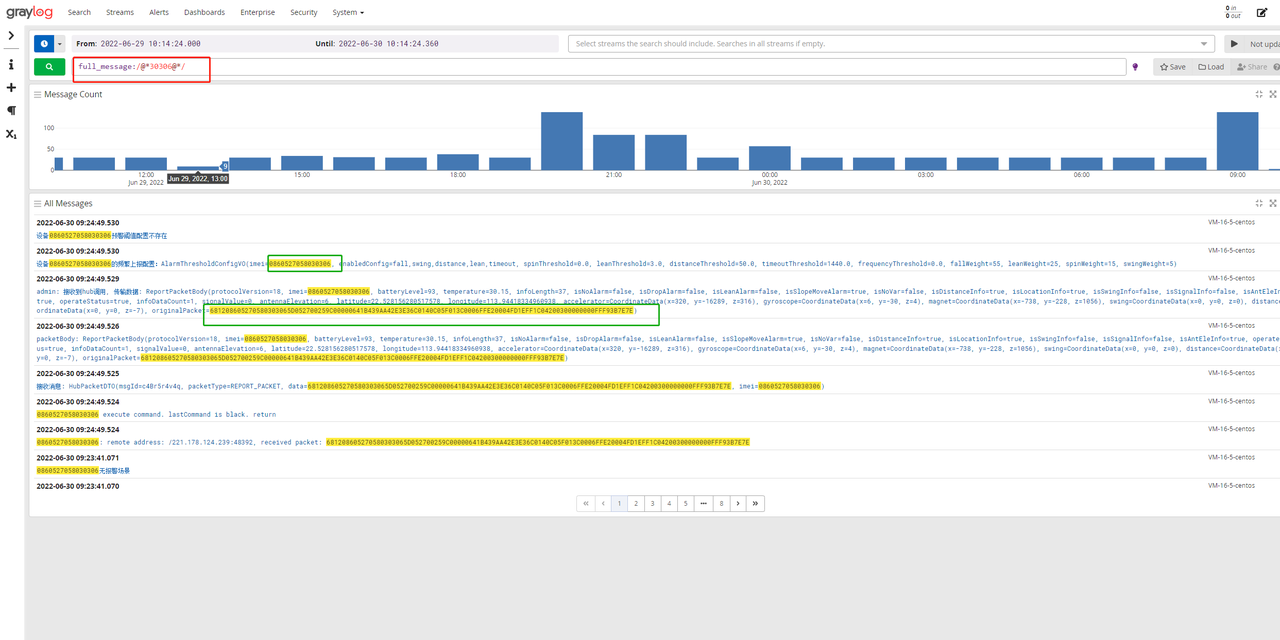 graylog Search Streams Alerts Dashboards Enterprise Security System 0 in
0 out
From: 2022-06-29 10:14:24.000 Until: 2022-06-30 10:14:24.360 Select streams the search should include. Searches in all streams if empty. Not upda
full_message:/@*30306@*/ Save Load Share
Message Count
100
50
0
9
12:00 15:00 18:00 21:00 00:00 03:00 06:00 09:00
Jun 29, 2022 Jun 29, 2022, 13:00 Jun 30, 2022
All Messages
2022-06-30 09:24:49.530 VM-16-5-centos
设备0860527058030306预警阈值配置不存在
2022-06-30 09:24:49.530 VM-16-5-centos
设备0860527058030306的预警上报配置: AlarmThresholdConfigVO(imei=0860527058030306, enabledConfig=fall,swing,distance,lean,timeout, spinThreshold=0.0, leanThreshold=3.0, distanceThreshold=50.0, timeoutThreshold=1440.0, frequencyThreshold=0.0, fallWeight=55, leanWeight=25, spinWeight=15, swingWeight=5)
2022-06-30 09:24:49.529 VM-16-5-centos
admin: 接收到hub调用, 传输数据: ReportPacketBody(protocolVersion=18, imei=0860527058030306, batteryLevel=93, temperature=30.15, infoLength=37, isNoAlarm=false, isDropAlarm=false, isLeanAlarm=false, isSlopeMoveAlarm=true, isNoVar=false, isDistanceInfo=true, isLocationInfo=true, isSwingInfo=false, isSignalInfo=false, isAntEleIn
true, operateStatus=true, infoDataCount=1, signalValue=0, antennaElevation=6, latitude=22.528156280517578, longitude=113.94418334960938, accelerator=CoordinateData(x=320, y=-16289, z=316), gyroscope=CoordinateData(x=6, y=-30, z=4), magnet=CoordinateData(x=-738, y=-228, z=1056), swing=CoordinateData(x=0, y=0, z=0), distanc
ordinateData(x=0, y=0, z=-7), originalPacket=
2022-06-30 09:24:49.526 VM-16-5-centos
packetBody: ReportPacketBody(protocolVersion=18, imei=0860527058030306, batteryLevel=93, temperature=30.15, infoLength=37, isNoAlarm=false, isDropAlarm=false, isLeanAlarm=false, isSlopeMoveAlarm=true, isNoVar=false, isDistanceInfo=true, isLocationInfo=true, isSwingInfo=false, isSignalInfo=false, isAntEleInfo=true, operat
us=true, infoDataCount=1, signalValue=0, antennaElevation=6, latitude=22.528156280517578, longitude=113.94418334960938, accelerator=CoordinateData(x=320, y=-16289, z=316), gyroscope=CoordinateData(x=6, y=-30, z=4), magnet=CoordinateData(x=-738, y=-228, z=1056), swing=CoordinateData(x=0, y=0, z=0), distance=CoordinateData(
y=0, z=-7), originalPacket=
2022-06-30 09:24:49.525 VM-16-5-centos
接收消息: HubPacketDTO(msgId=c4Br5r4v4q, packetType=REPORT_PACKET, data= imei=0860527058030306)
2022-06-30 09:24:49.524 VM-16-5-centos
0860527058030306 execute command. lastCommand is black. return
2022-06-30 09:24:49.524 VM-16-5-centos
0860527058030306: remote address: /221.178.124.239:48392, received packet:
2022-06-30 09:23:41.071 VM-16-5-centos
0860527058030306无报警场景
2022-06-30 09:23:41.070 VM-16-5-centos
« ‹ 1 2 3 4 5 ••• 8 › »